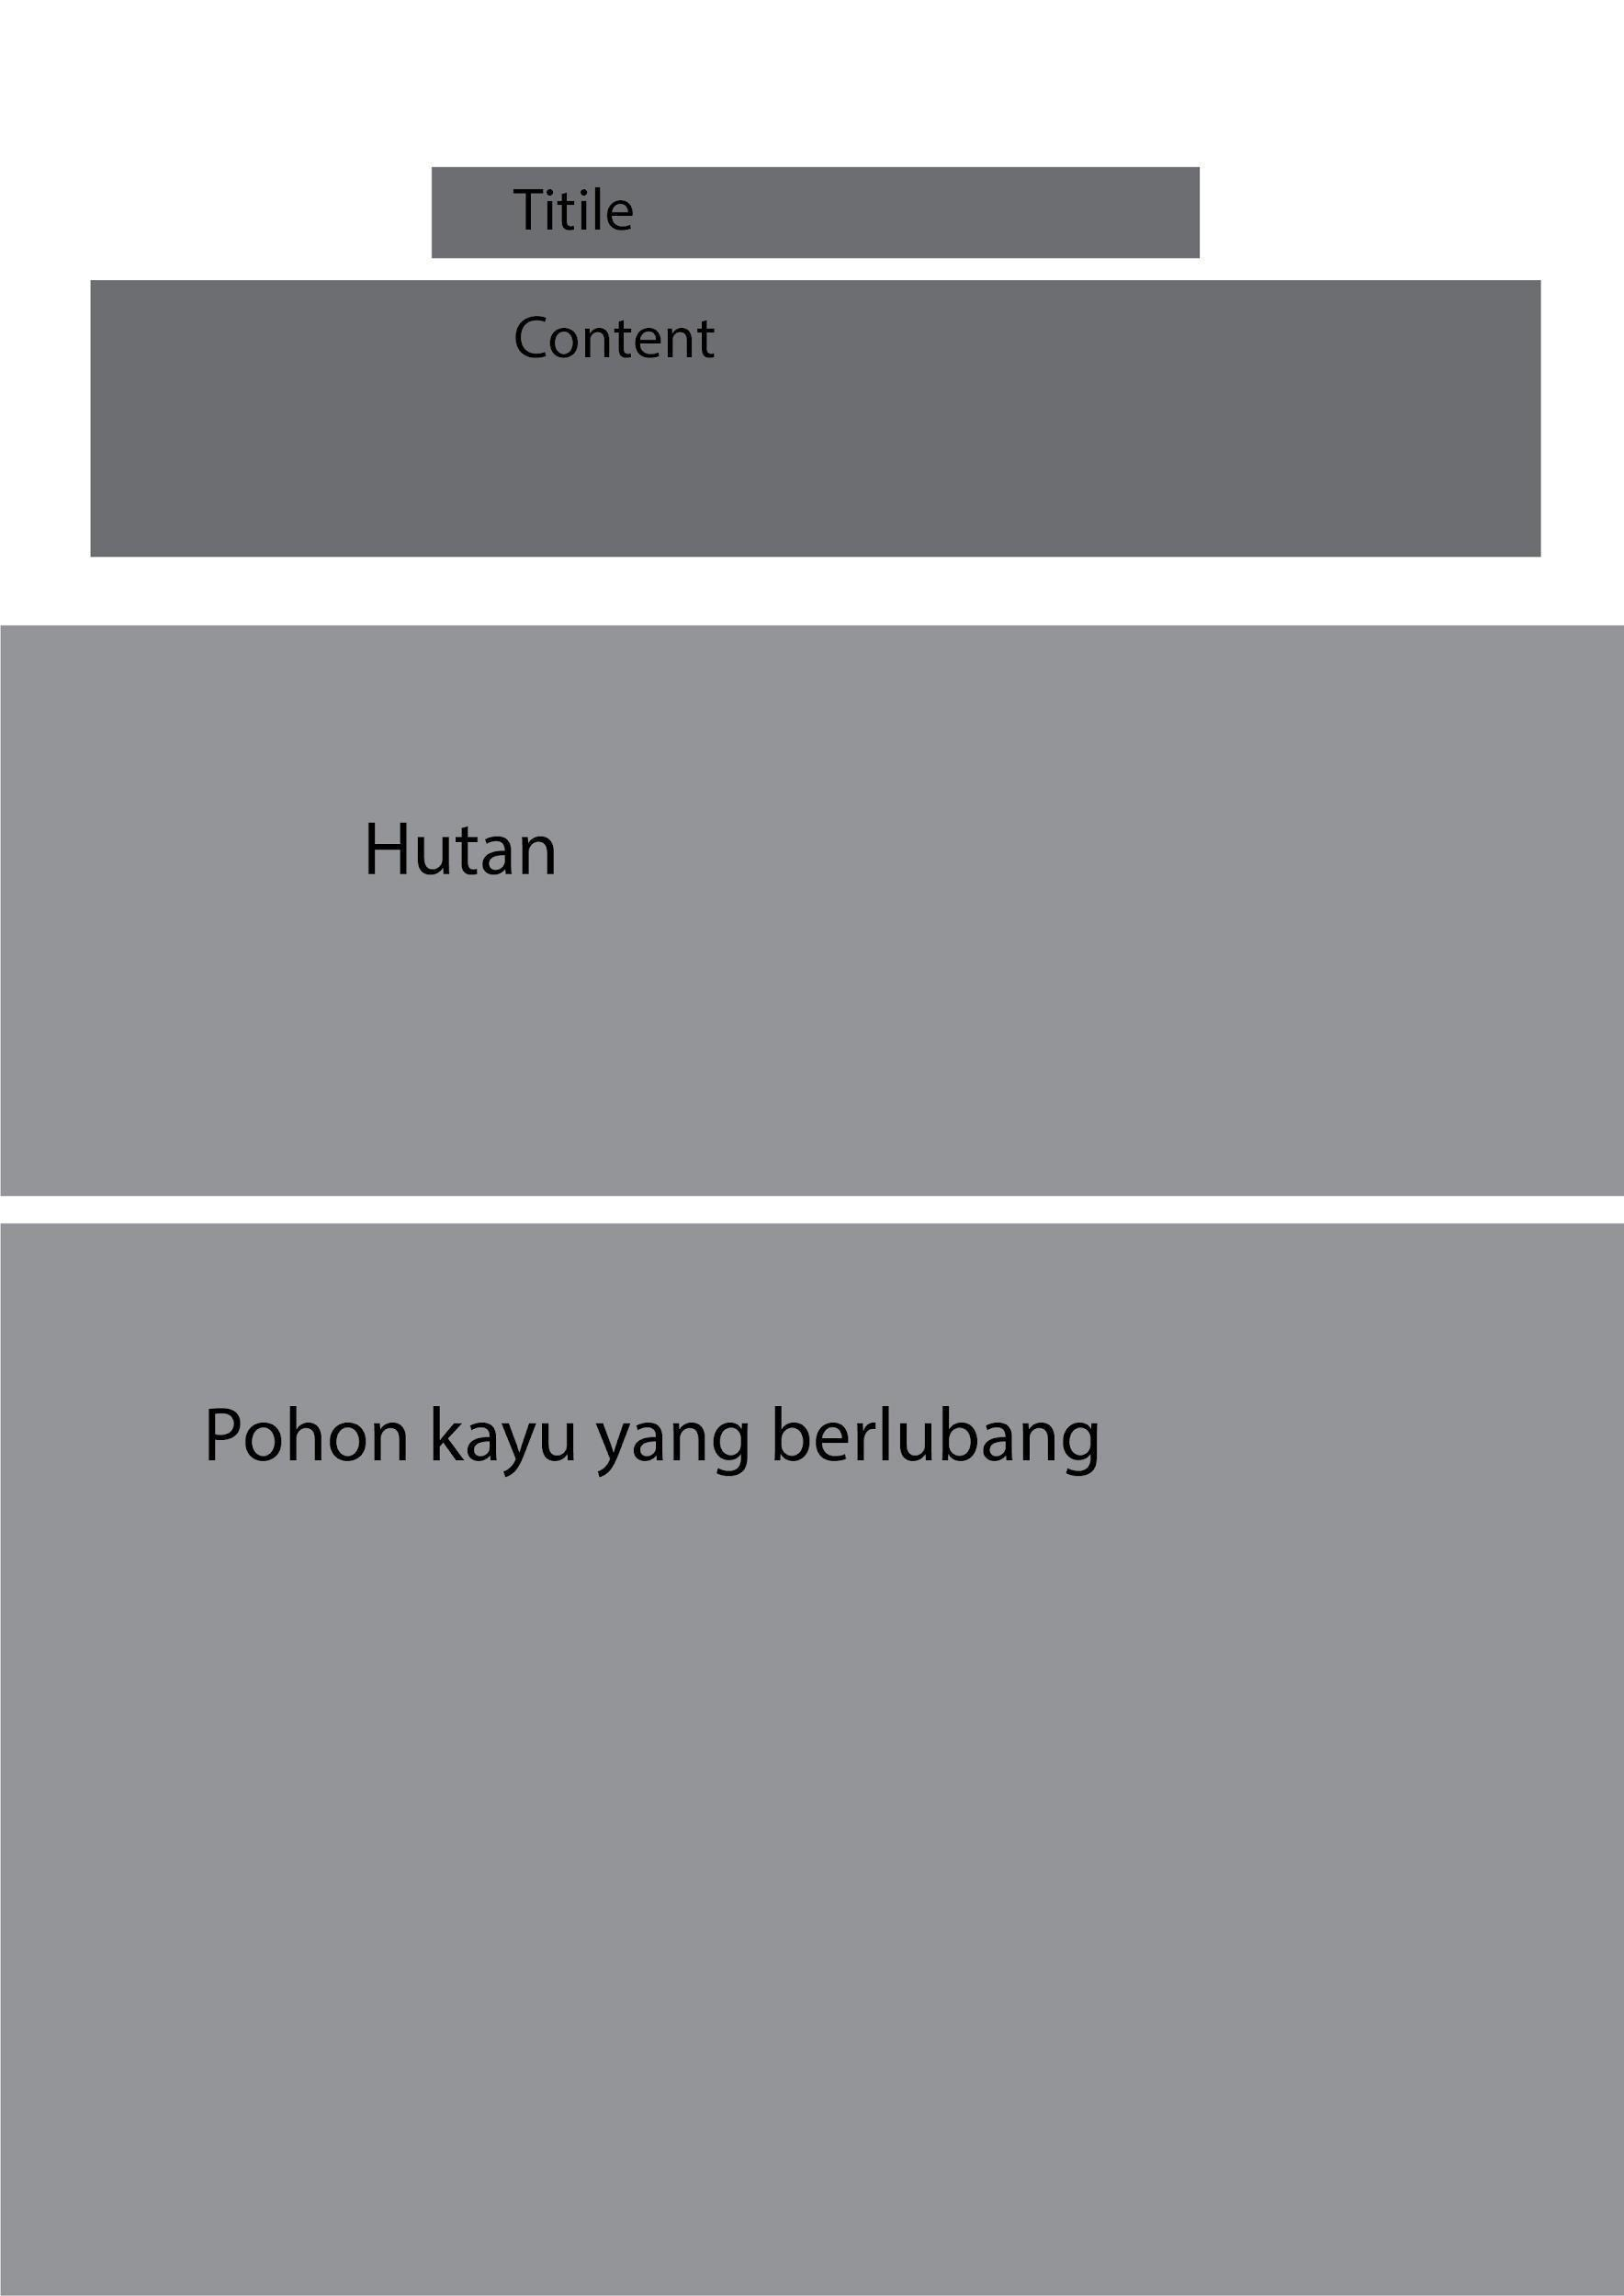 Titile
Content
Hutan
Pohon kayu yang berlubang